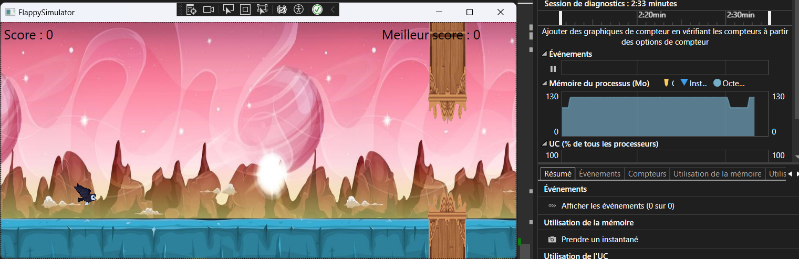 FlappySimulator
Score : 0
Meilleur score : 0
Session de diagnostics : 2:33 minutes
2:20min
2:30min
Ajouter des graphiques de compteur en vérifiant les compteurs à partir
des options de compteur
Événements
Mémoire du processus (Mo)
Inst...
Octe...
130
130
0
0
UC (% de tous les processeurs)
100
100
Résumé
Événements
Compteurs
Utilisation de la mémoire
Utilis
Événements
Afficher les événements (0 sur 0)
Utilisation de la mémoire
Prendre un instantané
Utilisation de l'UC